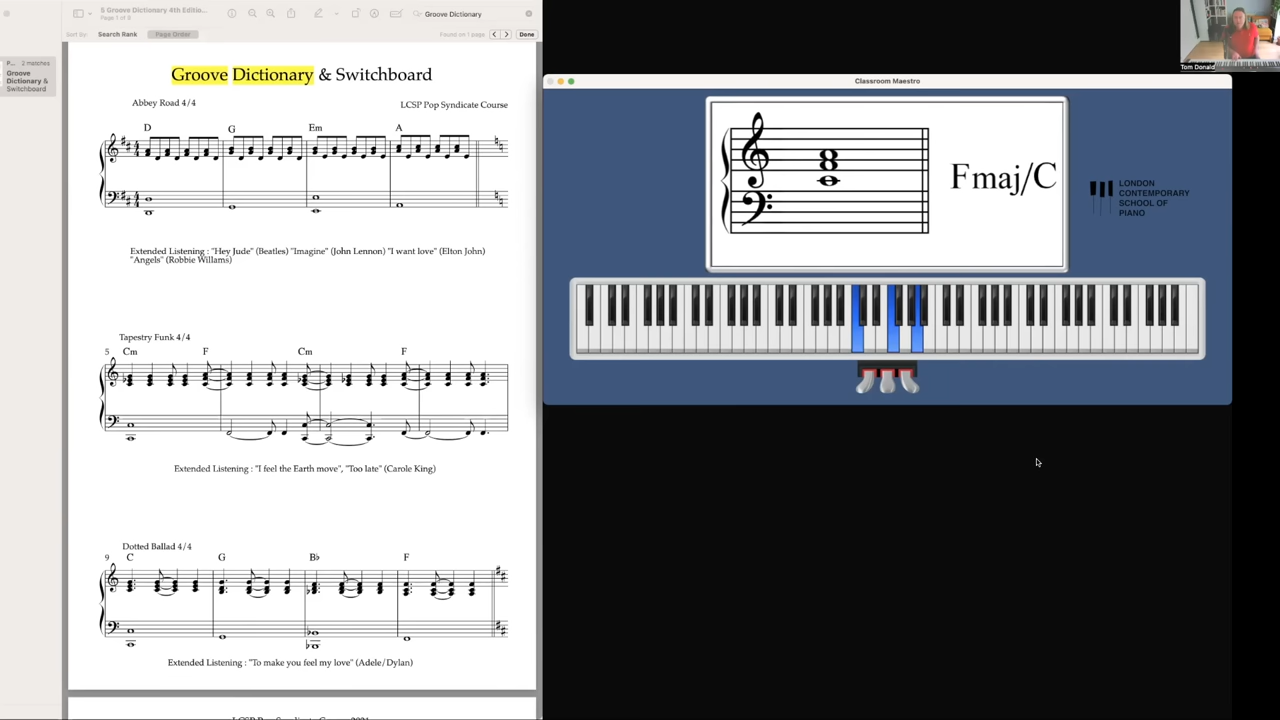 5 Groove Dictionary 4th Editio...
Page 1 of 9
Groove Dictionary
Sort by:
Search Rank
Page Order
Found on 1 page
Done
P... 2 matches
Groove
Dictionary &
Switchboard
Groove Dictionary & Switchboard
Abbey Road 4/4
LCSP Pop Syndicate Course
D G Em A
Extended Listening : "Hey Jude" (Beatles) "Imagine" (John Lennon) "I want love" (Elton John)
"Angels" (Robbie Willams)
Tapestry Funk 4/4
5 Cm F Cm F
Extended Listening : "I feel the Earth move", "Too late" (Carole King)
Dotted Ballad 4/4
9 C G B♭ F
Extended Listening : "To make you feel my love" (Adele/Dylan)
Tom Donald
Classroom Maestro
Fmaj/C
LONDON
CONTEMPORARY
SCHOOL OF
PIANO